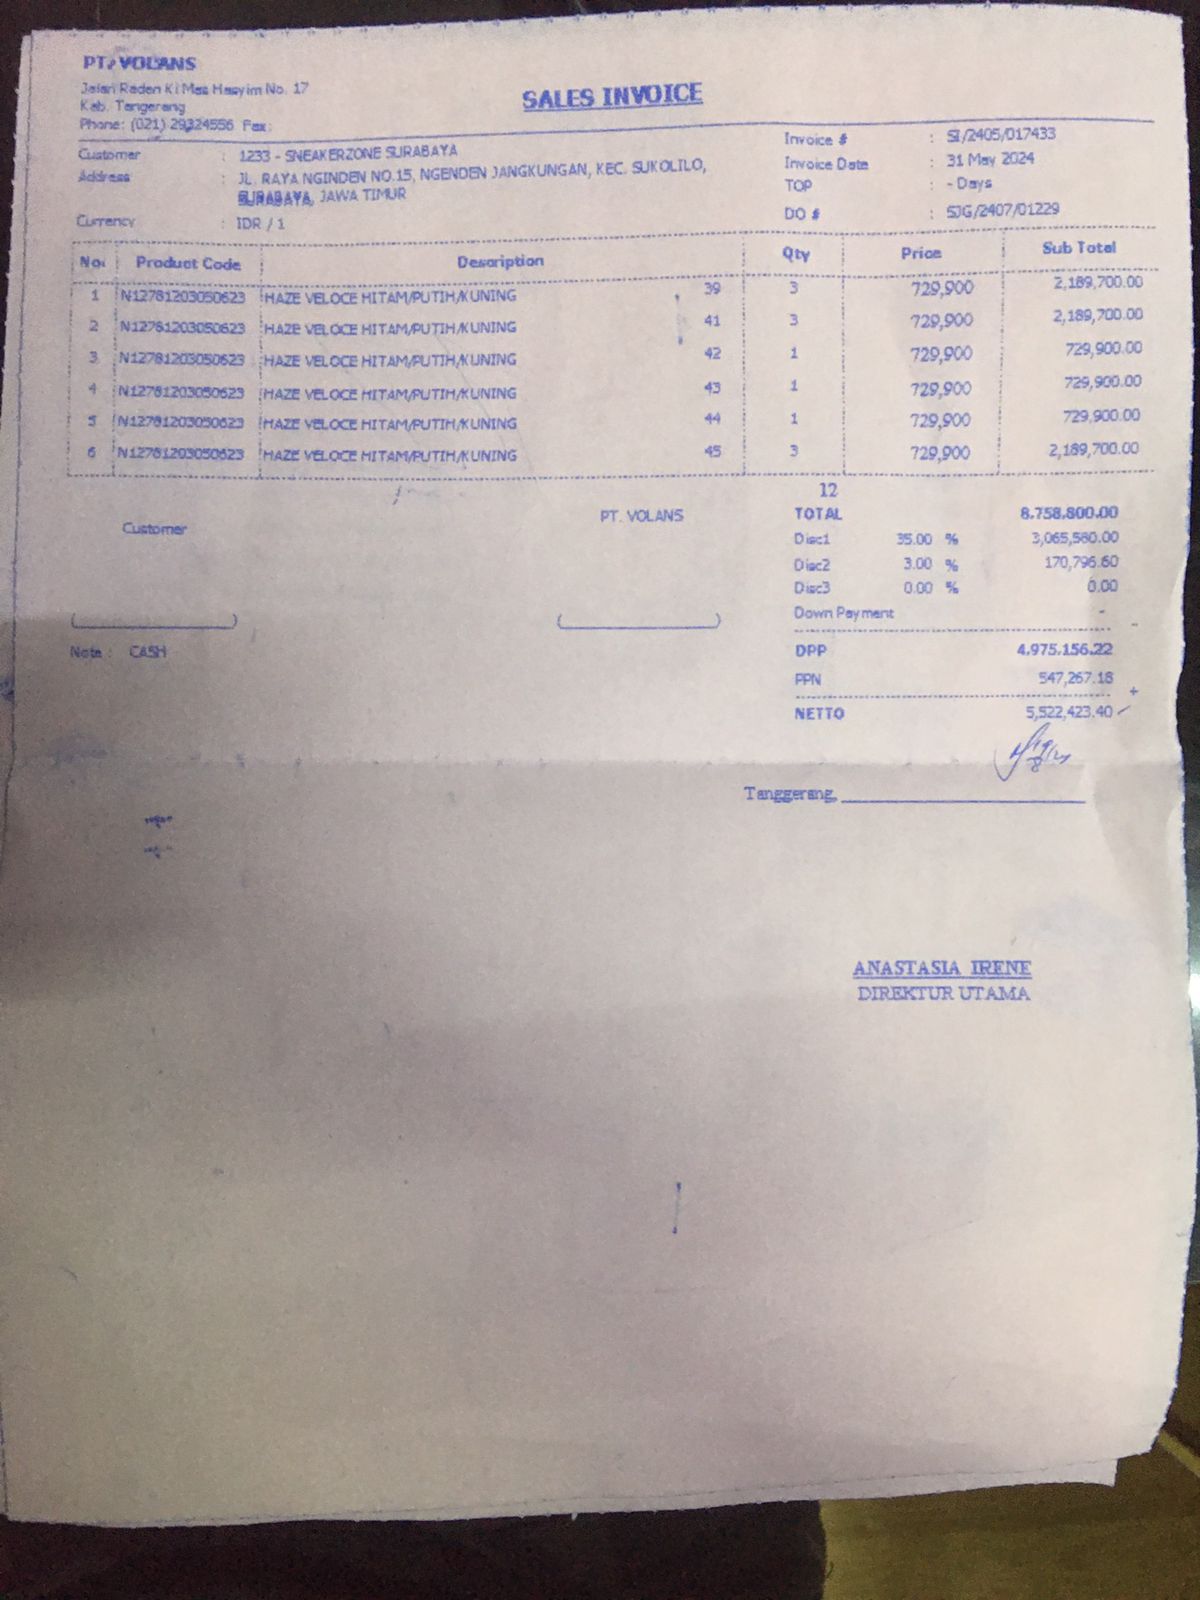 PT. VOLANS
Jalan Raden Ki Mas Hasyim No. 17
Kab. Tangerang
Phone: (021) 29324556 Fax:
SALES INVOICE
Customer : 1233 - SNEAKERZONE SURABAYA
Address : JL. RAYA NGINDEN NO.15, NGENDEN JANGKUNGAN, KEC. SUKOLILO,
SURABAYA, JAWA TIMUR
Currency : IDR / 1
Invoice # : SI/2405/017433
Invoice Date : 31 May 2024
TOP : - Days
DO # : SJG/2407/01229
No. Product Code Description Qty Price Sub Total
1 N12781203050623 HAZE VELOCE HITAM/PUTIH/KUNING 39 3 729,900 2,189,700.00
2 N12781203050623 HAZE VELOCE HITAM/PUTIH/KUNING 41 3 729,900 2,189,700.00
3 N12781203050623 HAZE VELOCE HITAM/PUTIH/KUNING 42 1 729,900 729,900.00
4 N12781203050623 HAZE VELOCE HITAM/PUTIH/KUNING 43 1 729,900 729,900.00
5 N12781203050623 HAZE VELOCE HITAM/PUTIH/KUNING 44 1 729,900 729,900.00
6 N12781203050623 HAZE VELOCE HITAM/PUTIH/KUNING 45 3 729,900 2,189,700.00
12
Customer
PT. VOLANS
TOTAL 8.758.800.00
Disc1 35.00 % 3,065,580.00
Disc2 3.00 % 170,796.60
Disc3 0.00 % 0.00
Down Payment -
Note : CASH
DPP 4.975.156.22
PPN 547,267.18
+
NETTO 5,522,423.40
Tanggerang,
ANASTASIA IRENE
DIREKTUR UTAMA